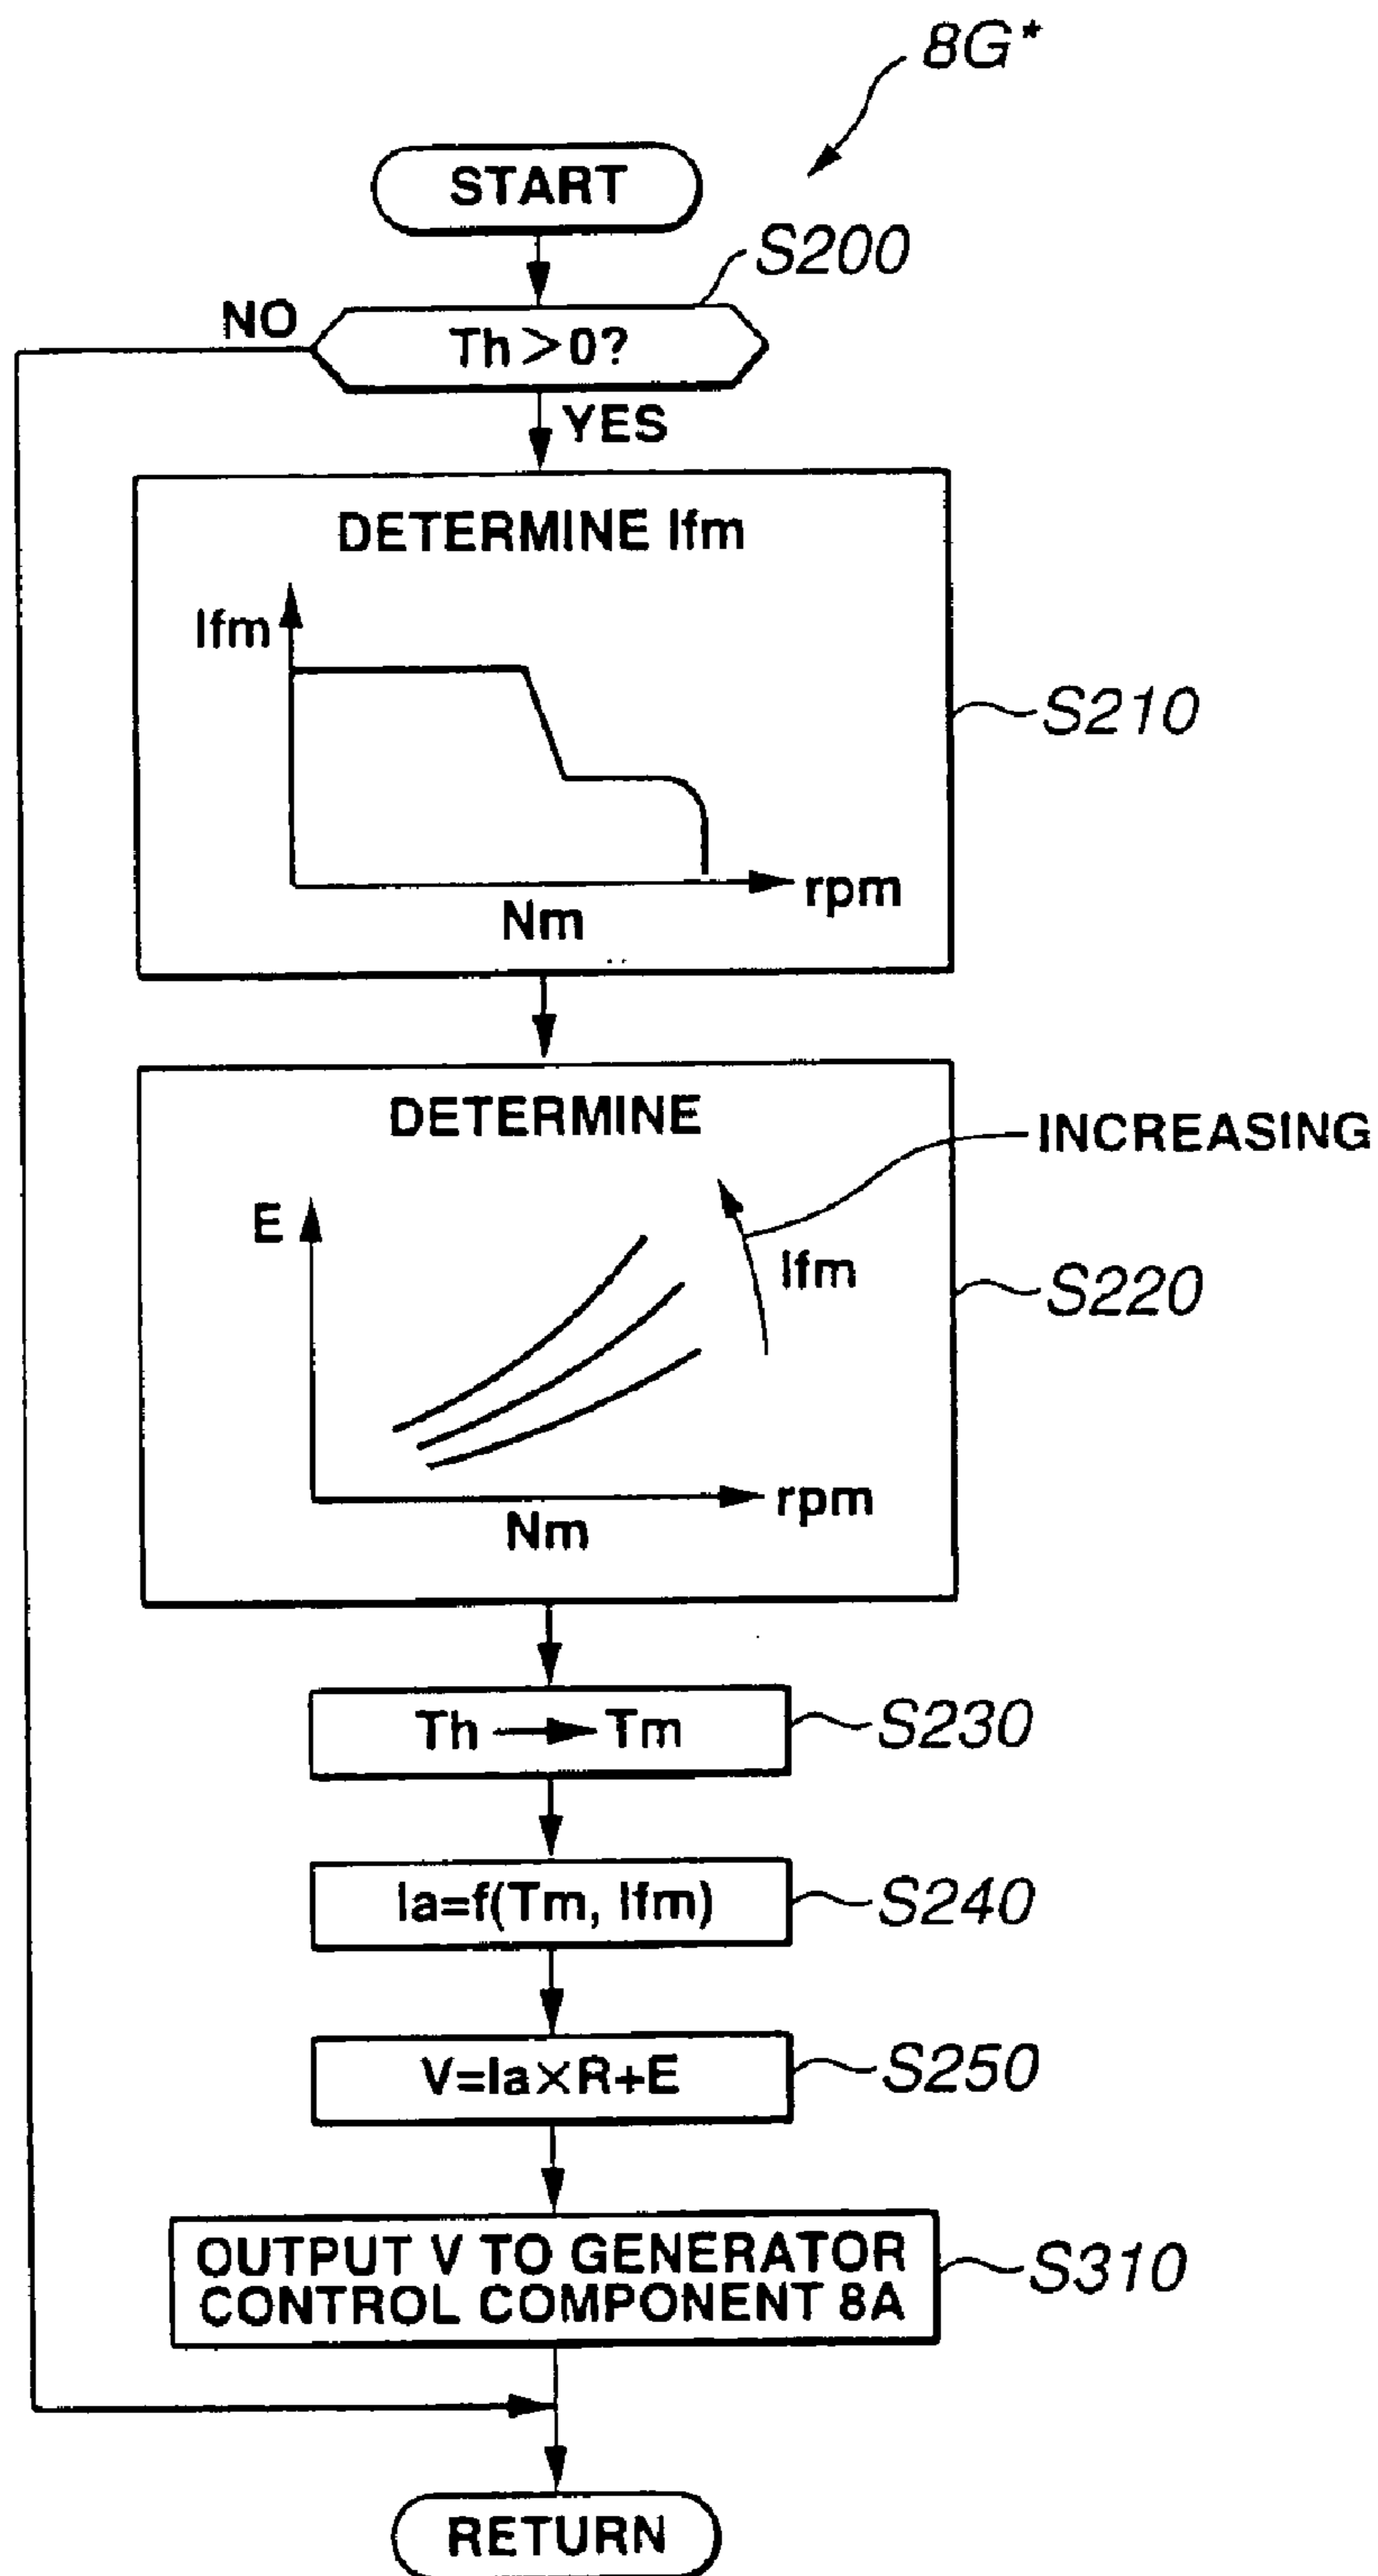 8G*
START
S200
NO
Th>0?
YES
DETERMINE Ifm
Ifm
S210
rpm
Nm
DETERMINE
INCREASING
E
Ifm
S220
rpm
Nm
Th → Tm
S230
Ia=f(Tm, Ifm)
S240
V=Ia×R+E
S250
OUTPUT V TO GENERATOR
CONTROL COMPONENT 8A
S310
RETURN